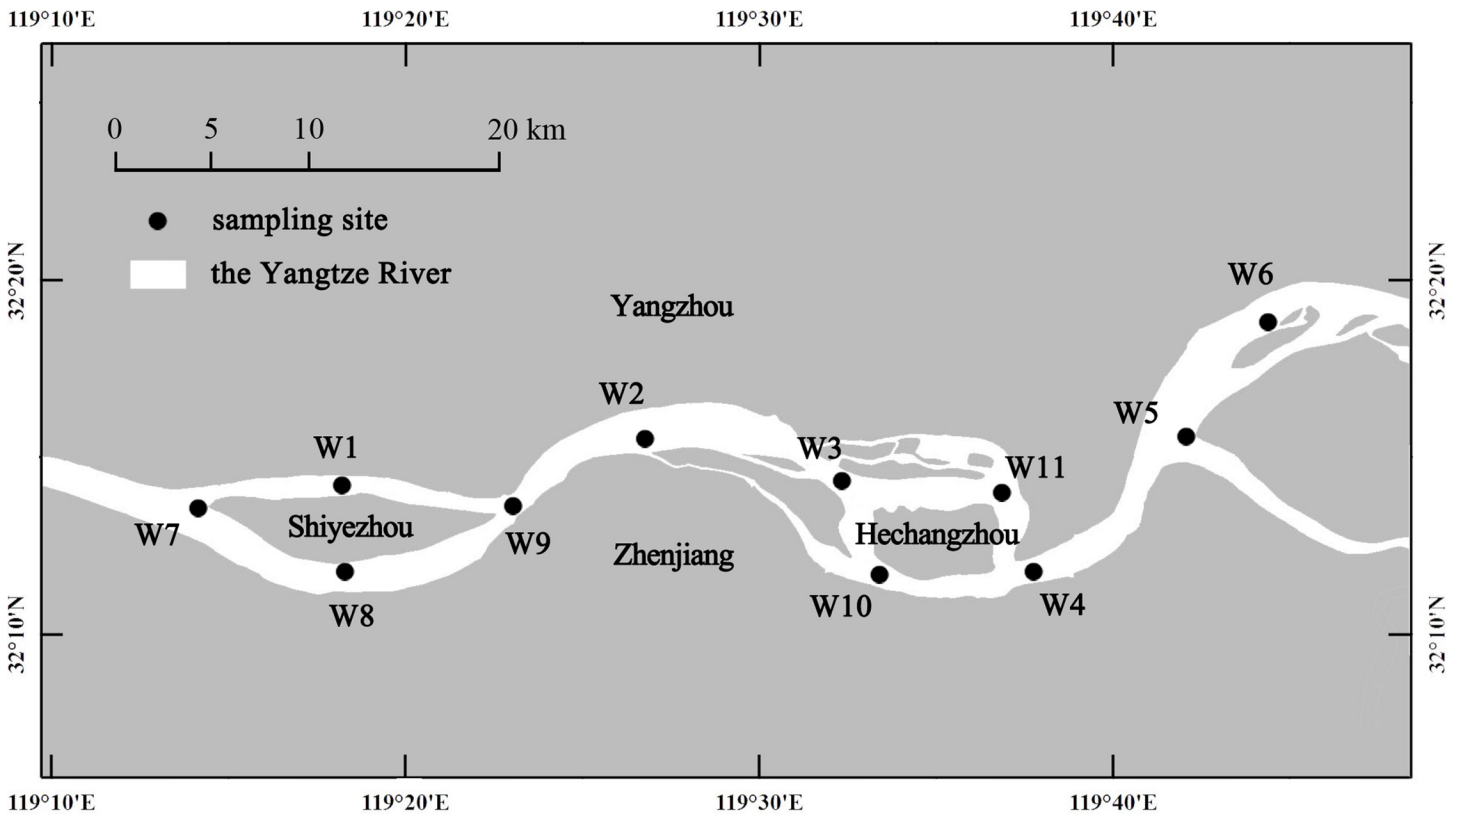 119°10'E 119°20'E 119°30'E 119°40'E
0 5 10 20 km
sampling site
the Yangtze River
32°20'N 32°20'N
W6
Yangzhou
W2
W5
W1
W3
W11
Shiyezhou
W7
W9
Hechangzhou
Zhenjiang
W8
W10
W4
32°10'N 32°10'N
119°10'E 119°20'E 119°30'E 119°40'E